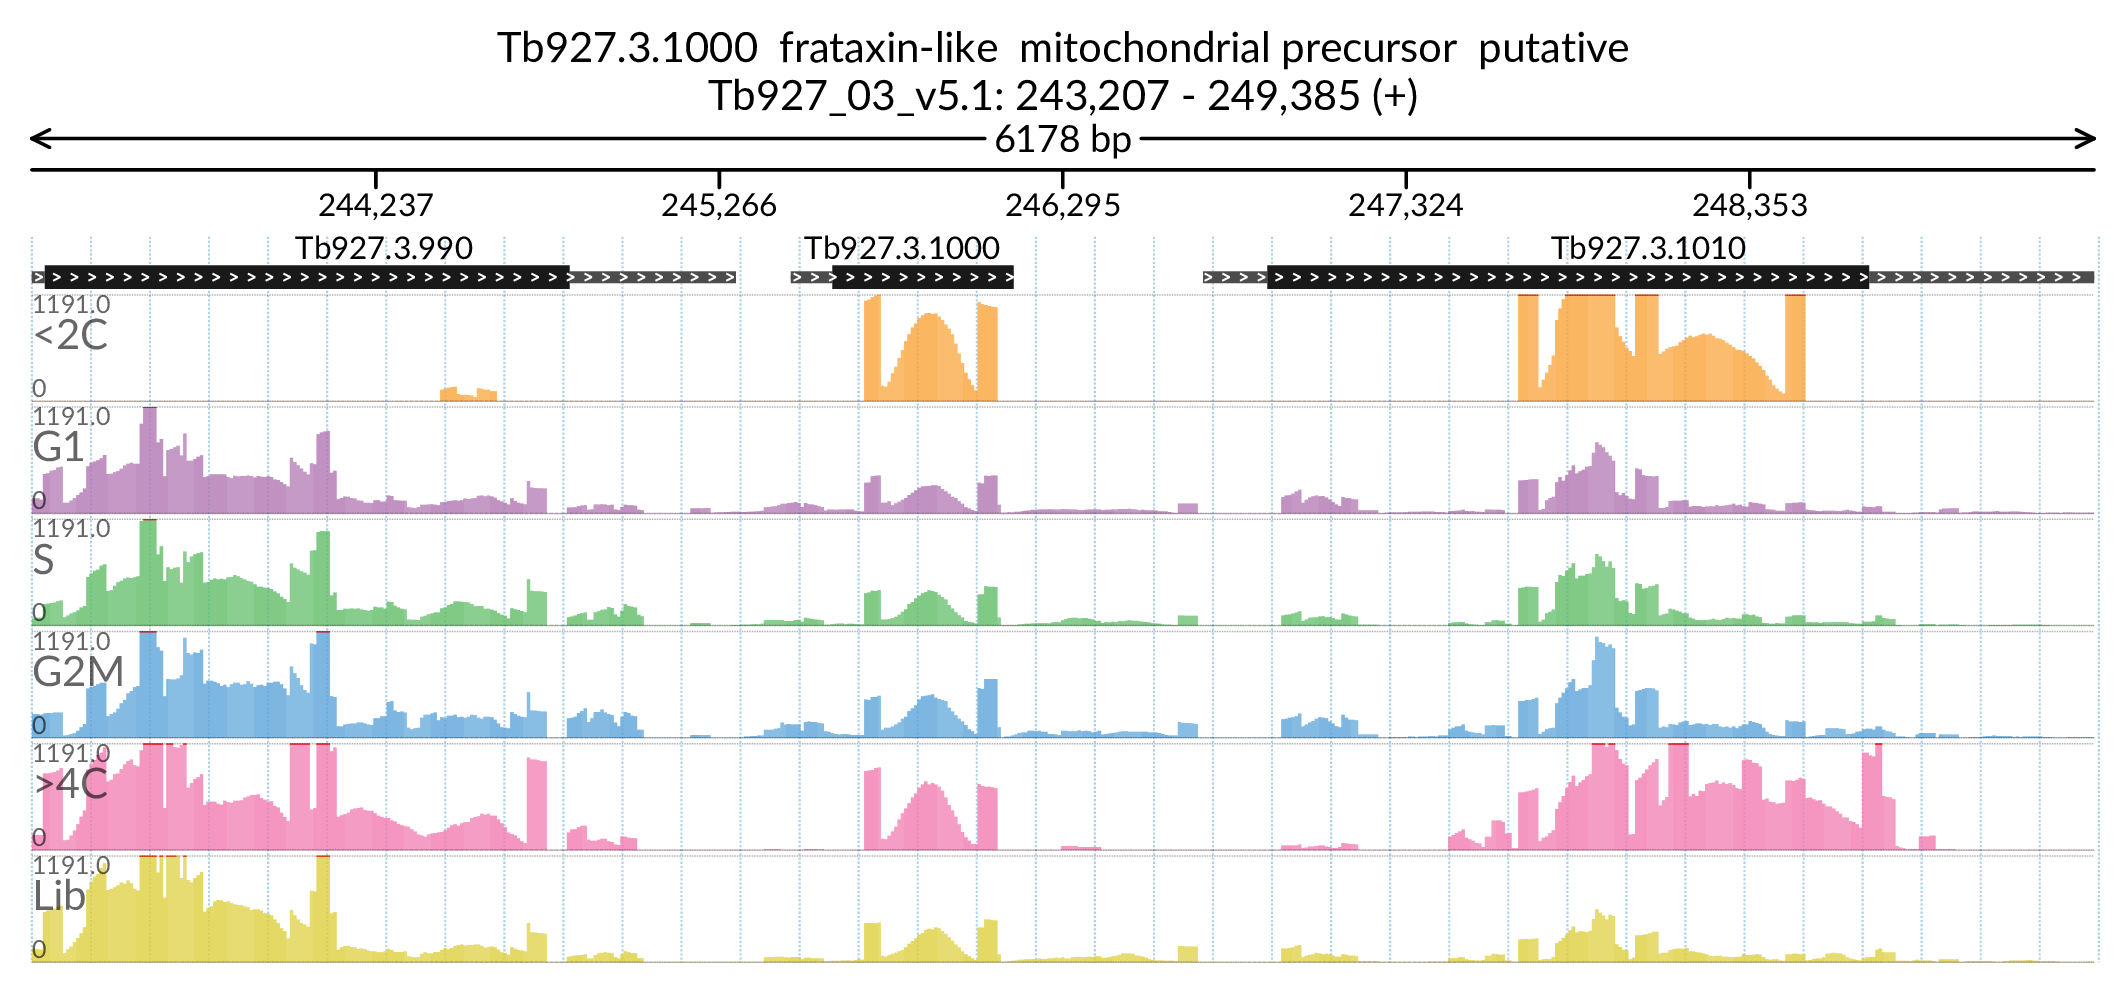 Tb927.3.1000 frataxin-like mitochondrial precursor putative
Tb927_03_v5.1: 243,207 - 249,385 (+)
6178 bp
244,237 245,266 246,295 247,324 248,353
Tb927.3.990 Tb927.3.1000 Tb927.3.1010
1191.0
<2C
0
1191.0
G1
0
1191.0
S
0
1191.0
G2M
0
1191.0
>4C
0
1191.0
Lib
0